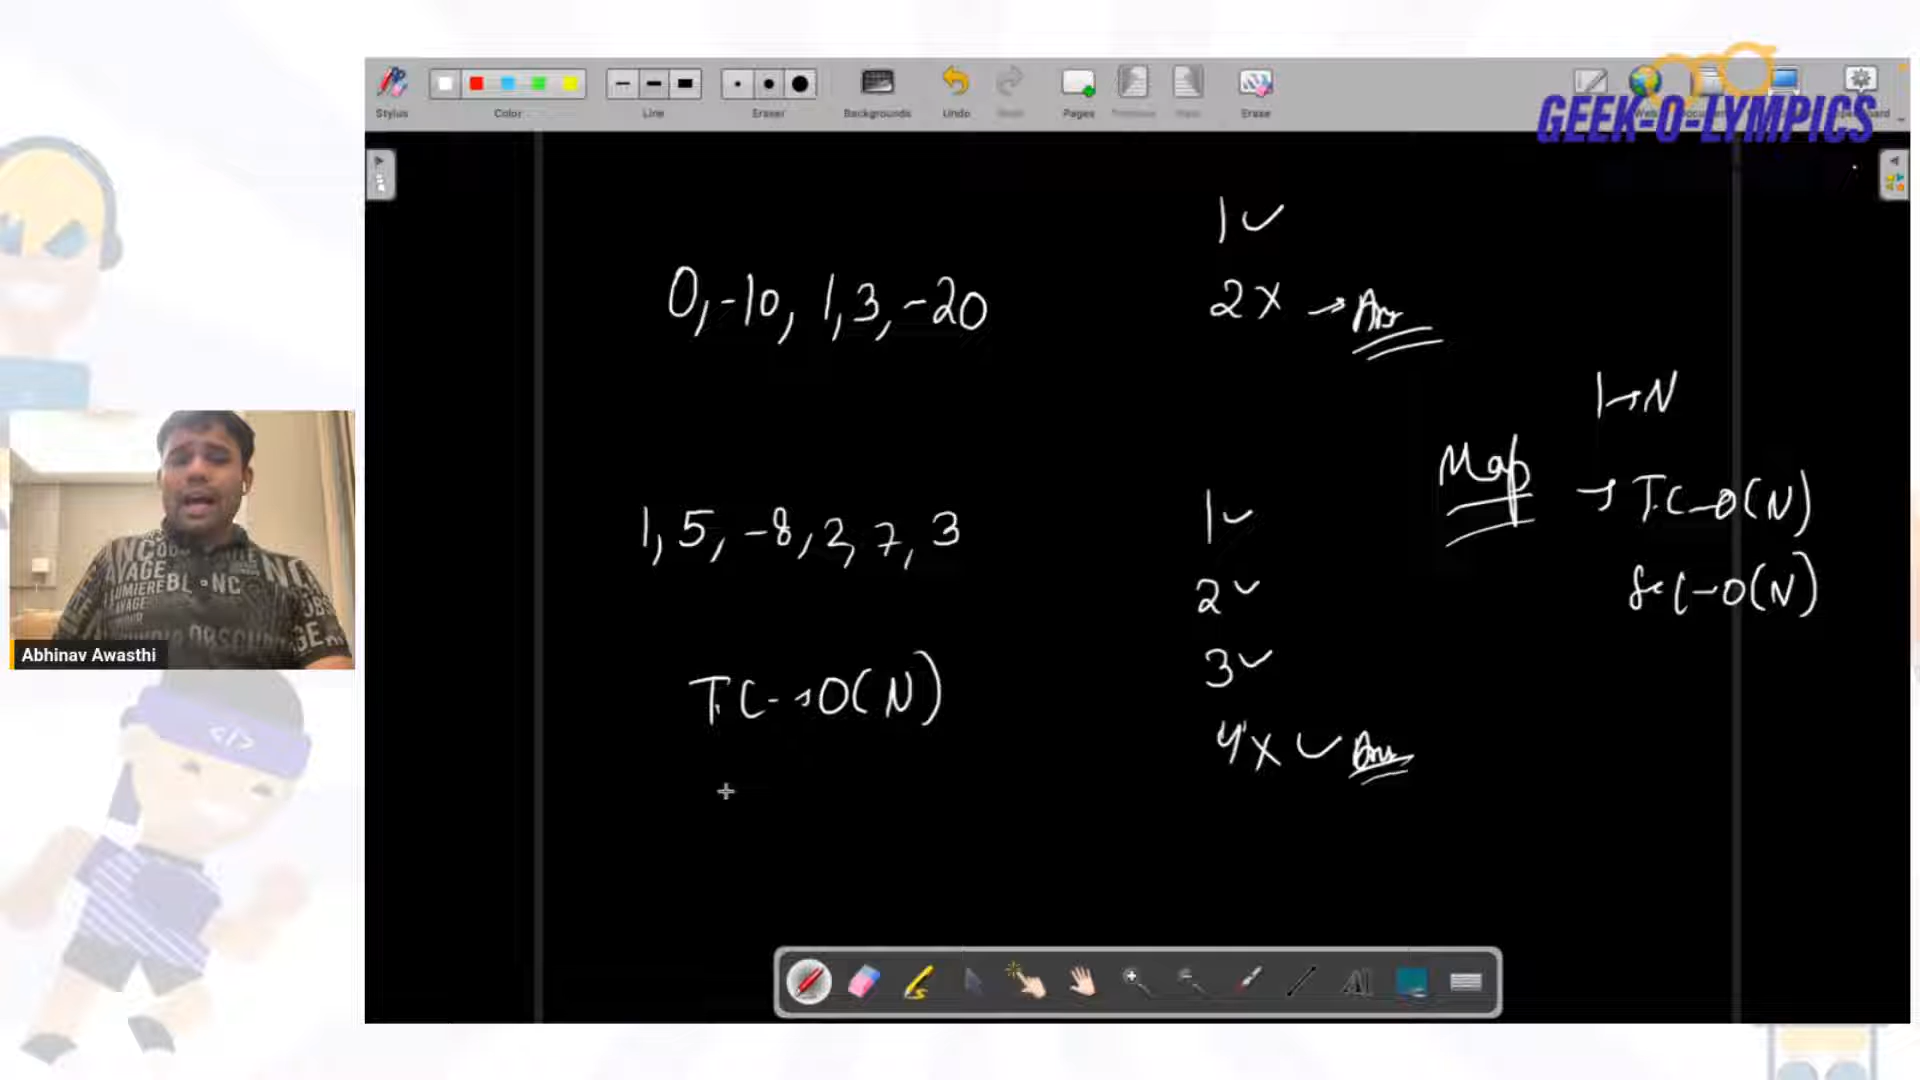 GEEK-O-LYMPICS
Stylus Color Line Eraser Backgrounds Undo Pages Erase
1 ✓
0, -10, 1, 3, -20
2 X → Ans
1→N
Map → T.C→O(N)
S.C→O(N)
1, 5, -8, 2, 7, 3
1 ✓
2 ✓
3 ✓
T.C→O(N)
4 X ✓ Ans
Abhinav Awasthi